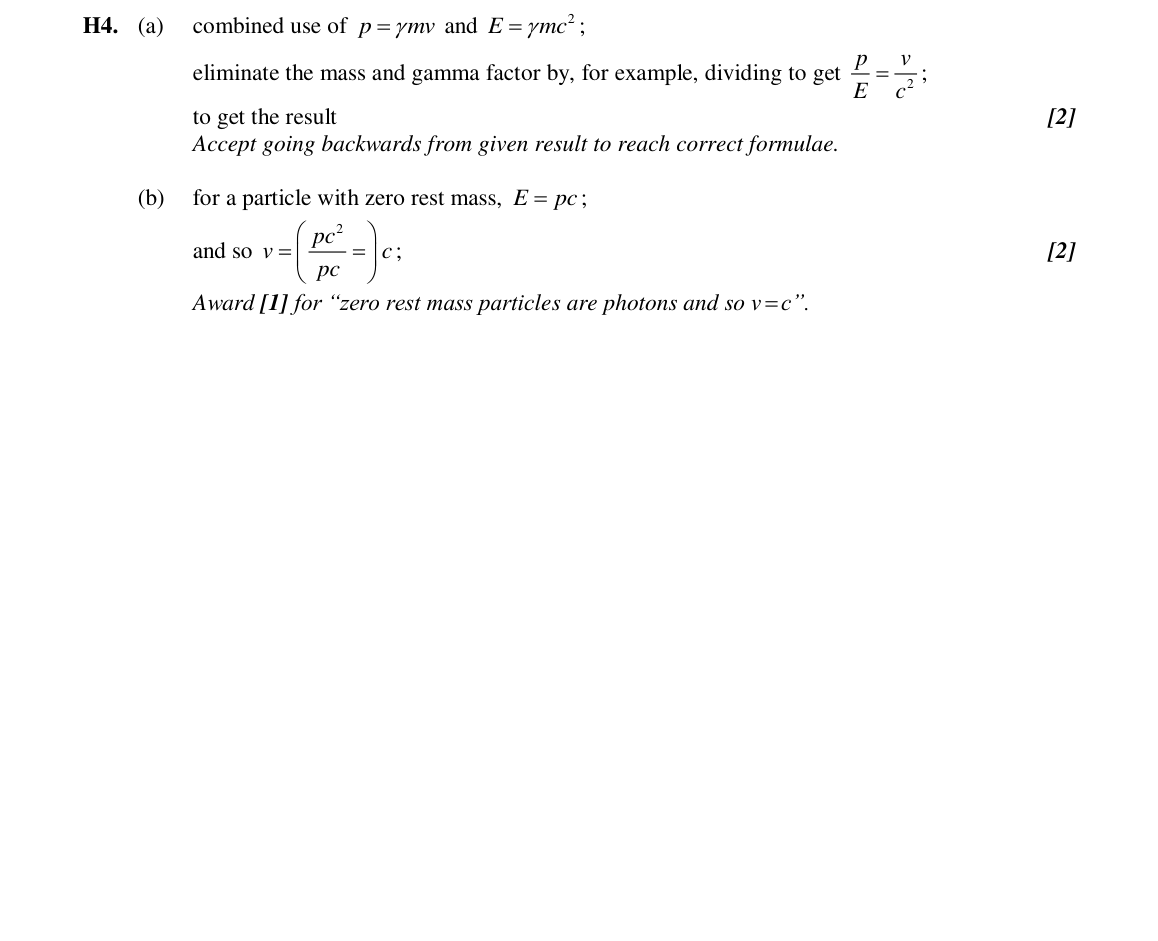 H4. (a) combined use of p = γmv and E = γmc² ;
eliminate the mass and gamma factor by, for example, dividing to get p/E = v/c² ;
to get the result [2]
Accept going backwards from given result to reach correct formulae.
(b) for a particle with zero rest mass, E = pc ;
and so v = (pc²/pc =) c ; [2]
Award [1] for “zero rest mass particles are photons and so v=c”.